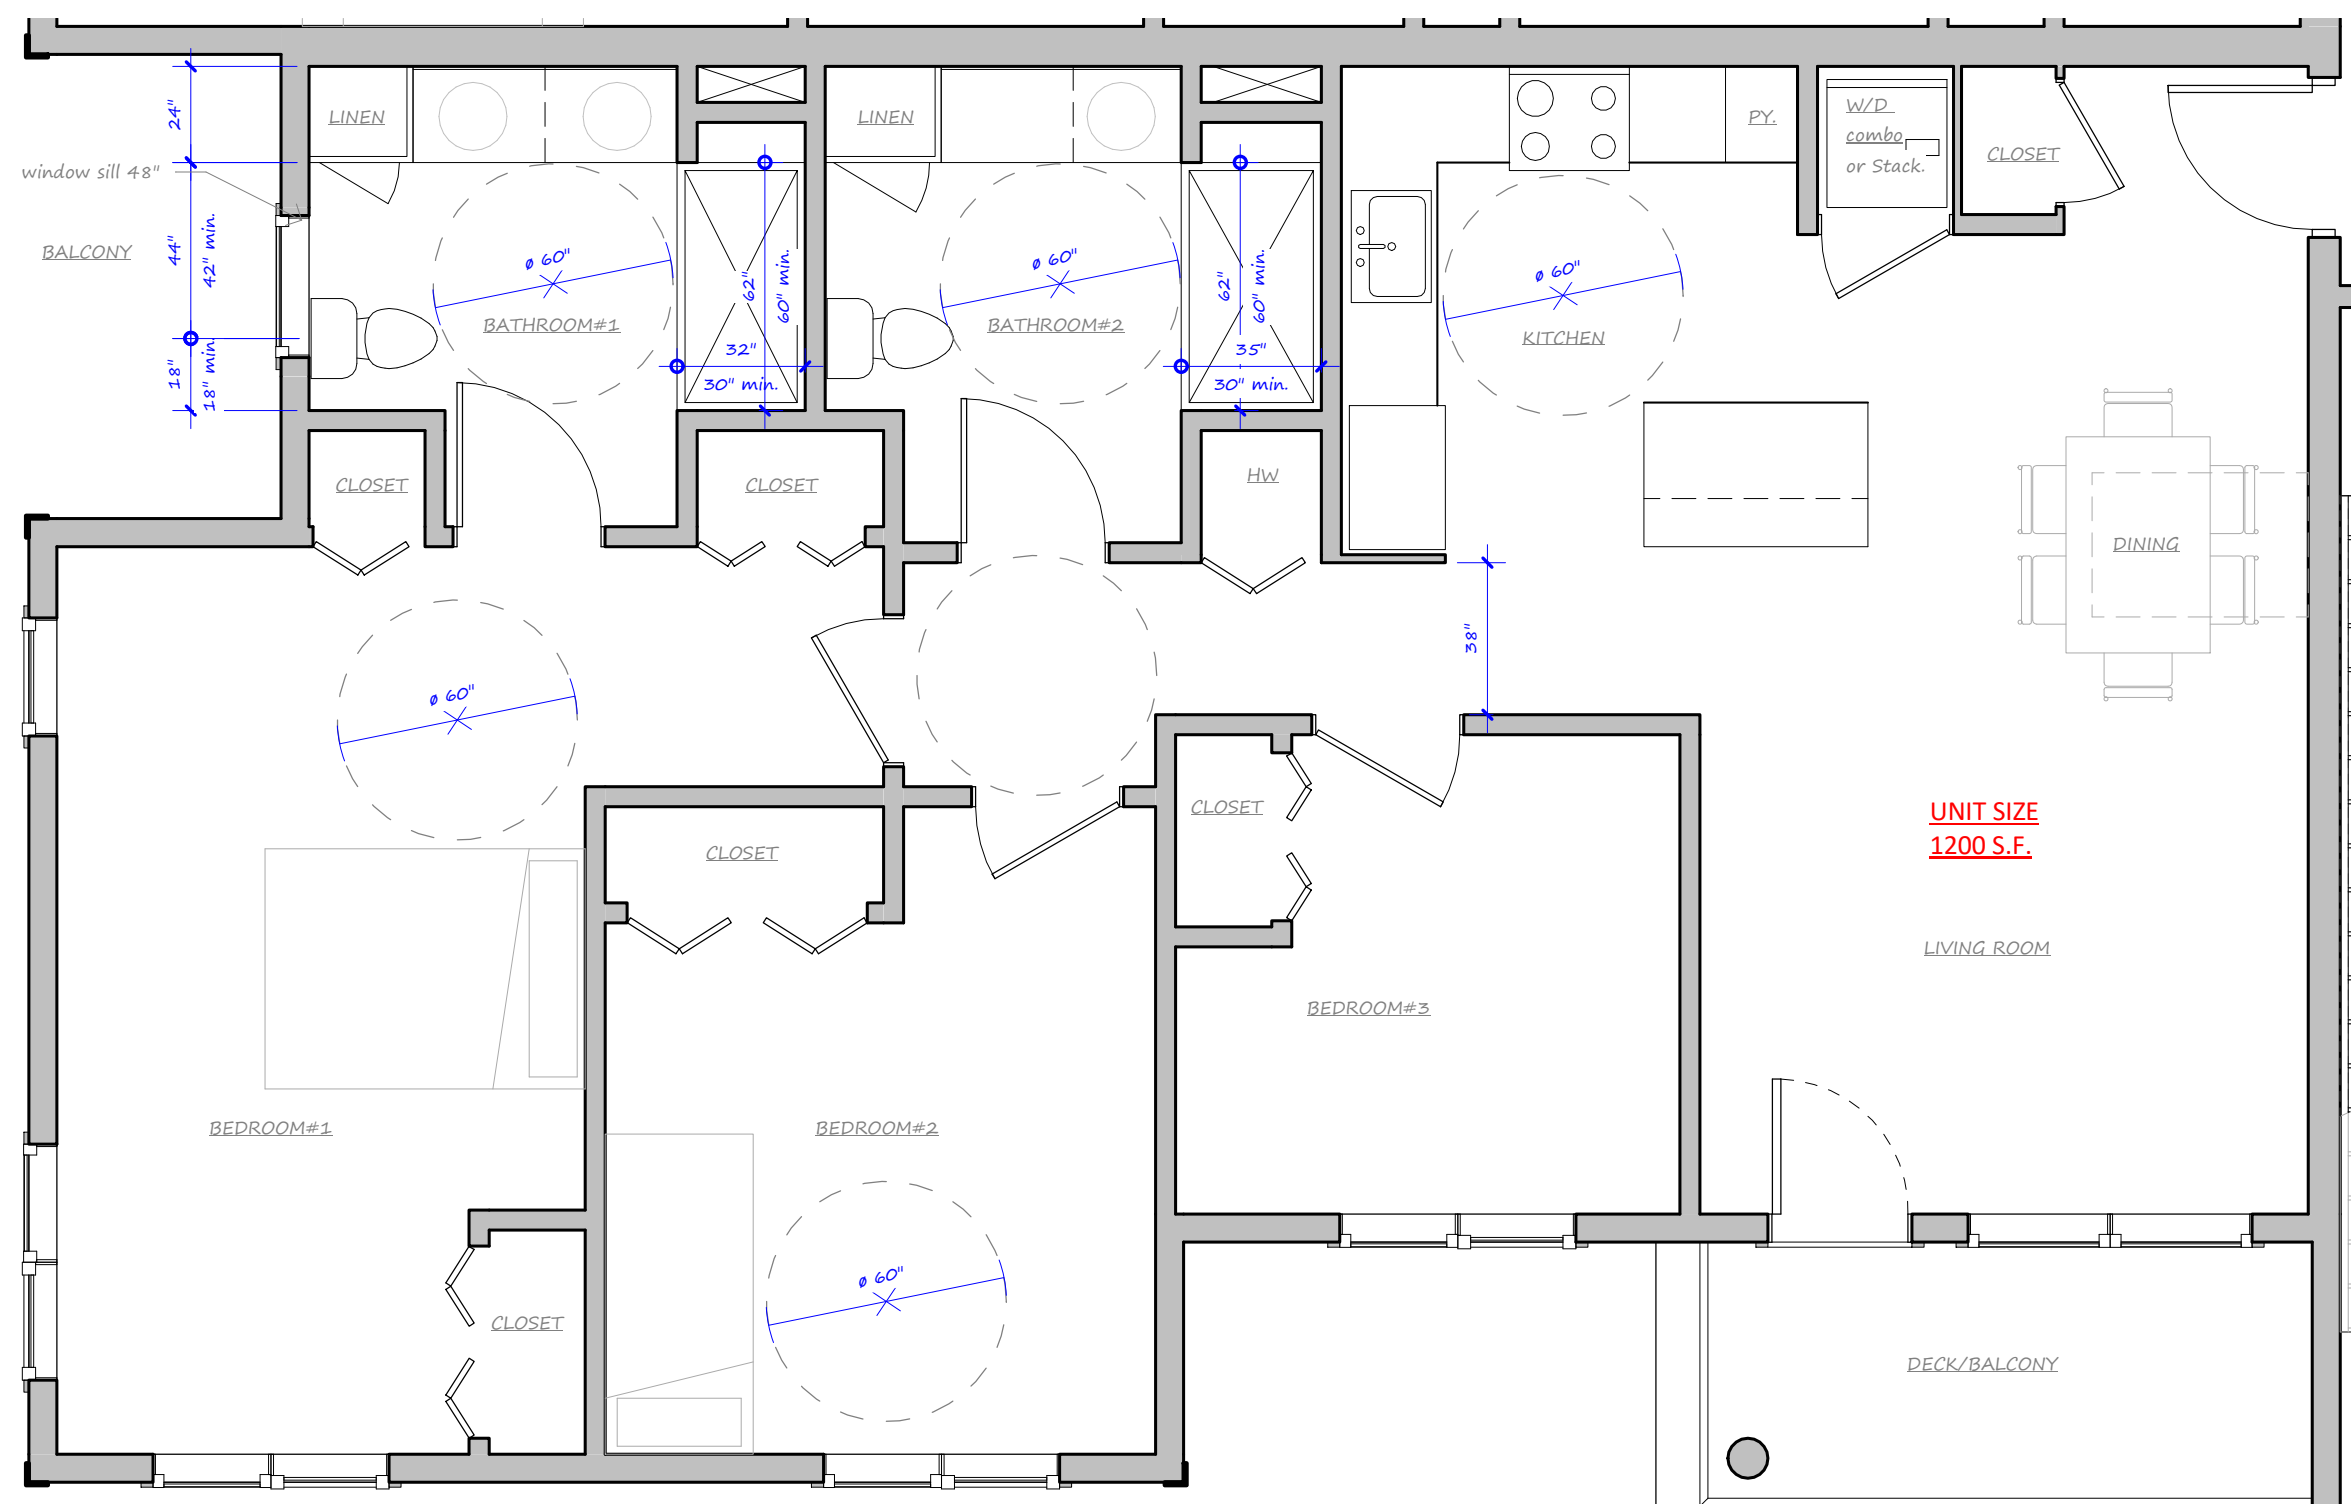 LINEN
LINEN
PY.
W/D
combo
or Stack.
CLOSET
24"
window sill 48"
BALCONY
44"
42" min.
18"
18" min.
ø 60"
BATHROOM#1
62"
60" min.
32"
30" min.
ø 60"
BATHROOM#2
62"
60" min.
35"
30" min.
ø 60"
KITCHEN
CLOSET
CLOSET
HW
DINING
38"
ø 60"
CLOSET
CLOSET
UNIT SIZE
1200 S.F.
LIVING ROOM
BEDROOM#3
BEDROOM#1
BEDROOM#2
ø 60"
CLOSET
DECK/BALCONY